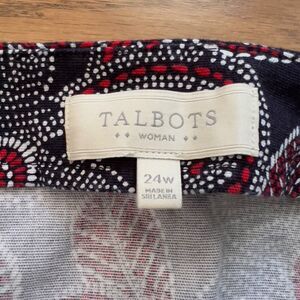 TALBOTS
WOMAN
24W
MADE IN
SRI LANKA